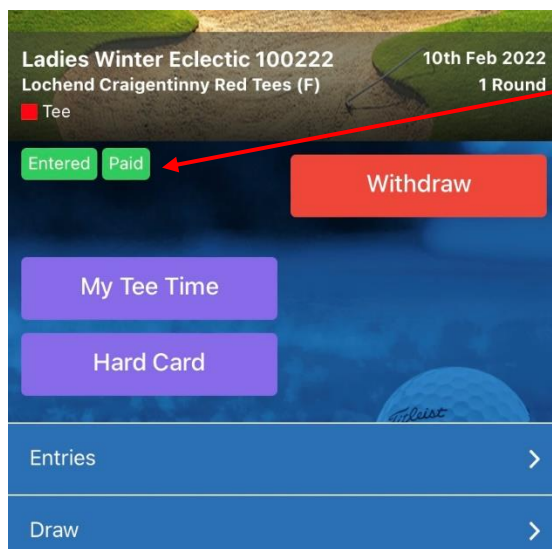 Ladies Winter Eclectic 100222
10th Feb 2022
Lochend Craigentinny Red Tees (F)
1 Round
Tee
Entered Paid
Withdraw
My Tee Time
Hard Card
Titleist
Entries
Draw